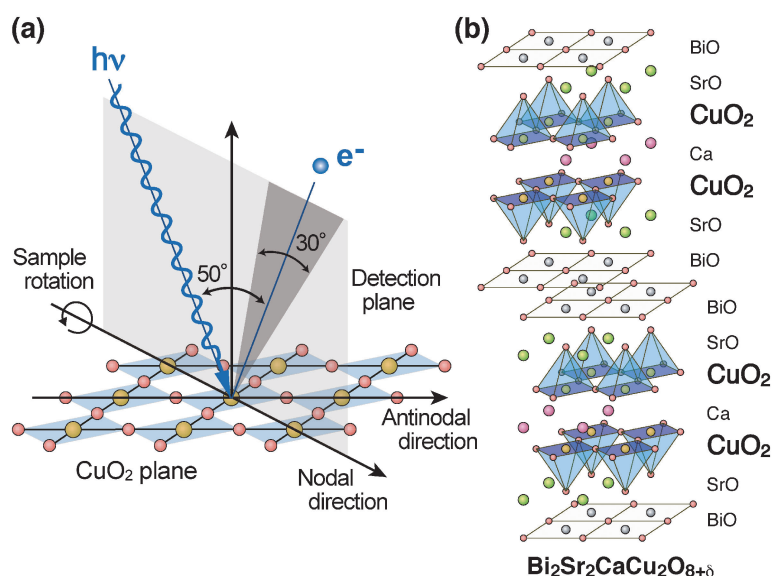 (a)
hν
e-
50°
30°
Sample
rotation
Detection
plane
Antinodal
direction
CuO₂ plane
Nodal
direction
(b)
BiO
SrO
CuO₂
Ca
CuO₂
SrO
BiO
BiO
SrO
CuO₂
Ca
CuO₂
SrO
BiO
Bi₂Sr₂CaCu₂O₈₊δ